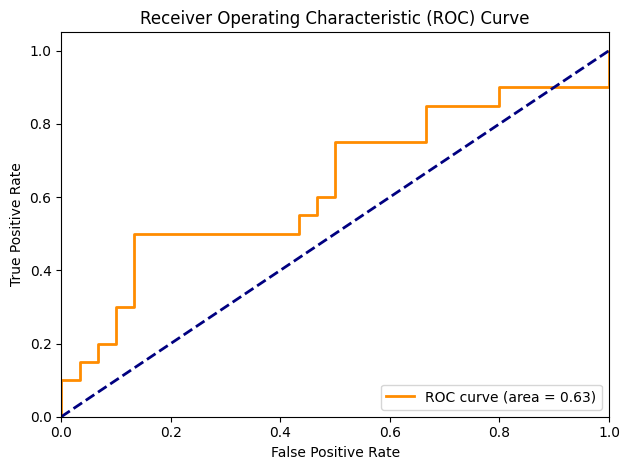 Receiver Operating Characteristic (ROC) Curve
1.0
0.8
0.6
0.4
0.2
0.0
True Positive Rate
ROC curve (area = 0.63)
0.0 0.2 0.4 0.6 0.8 1.0
False Positive Rate